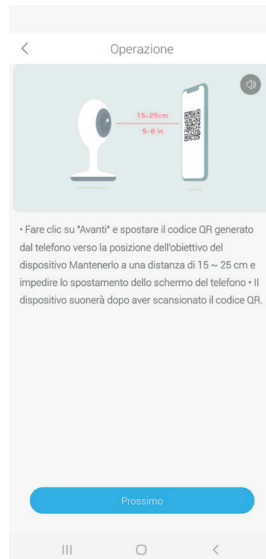 Operazione
15-25cm
5-8 in
• Fare clic su "Avanti" e spostare il codice QR generato
dal telefono verso la posizione dell'obiettivo del
dispositivo Mantenerlo a una distanza di 15 ~ 25 cm e
impedire lo spostamento dello schermo del telefono • Il
dispositivo suonerà dopo aver scansionato il codice QR.
Prossimo